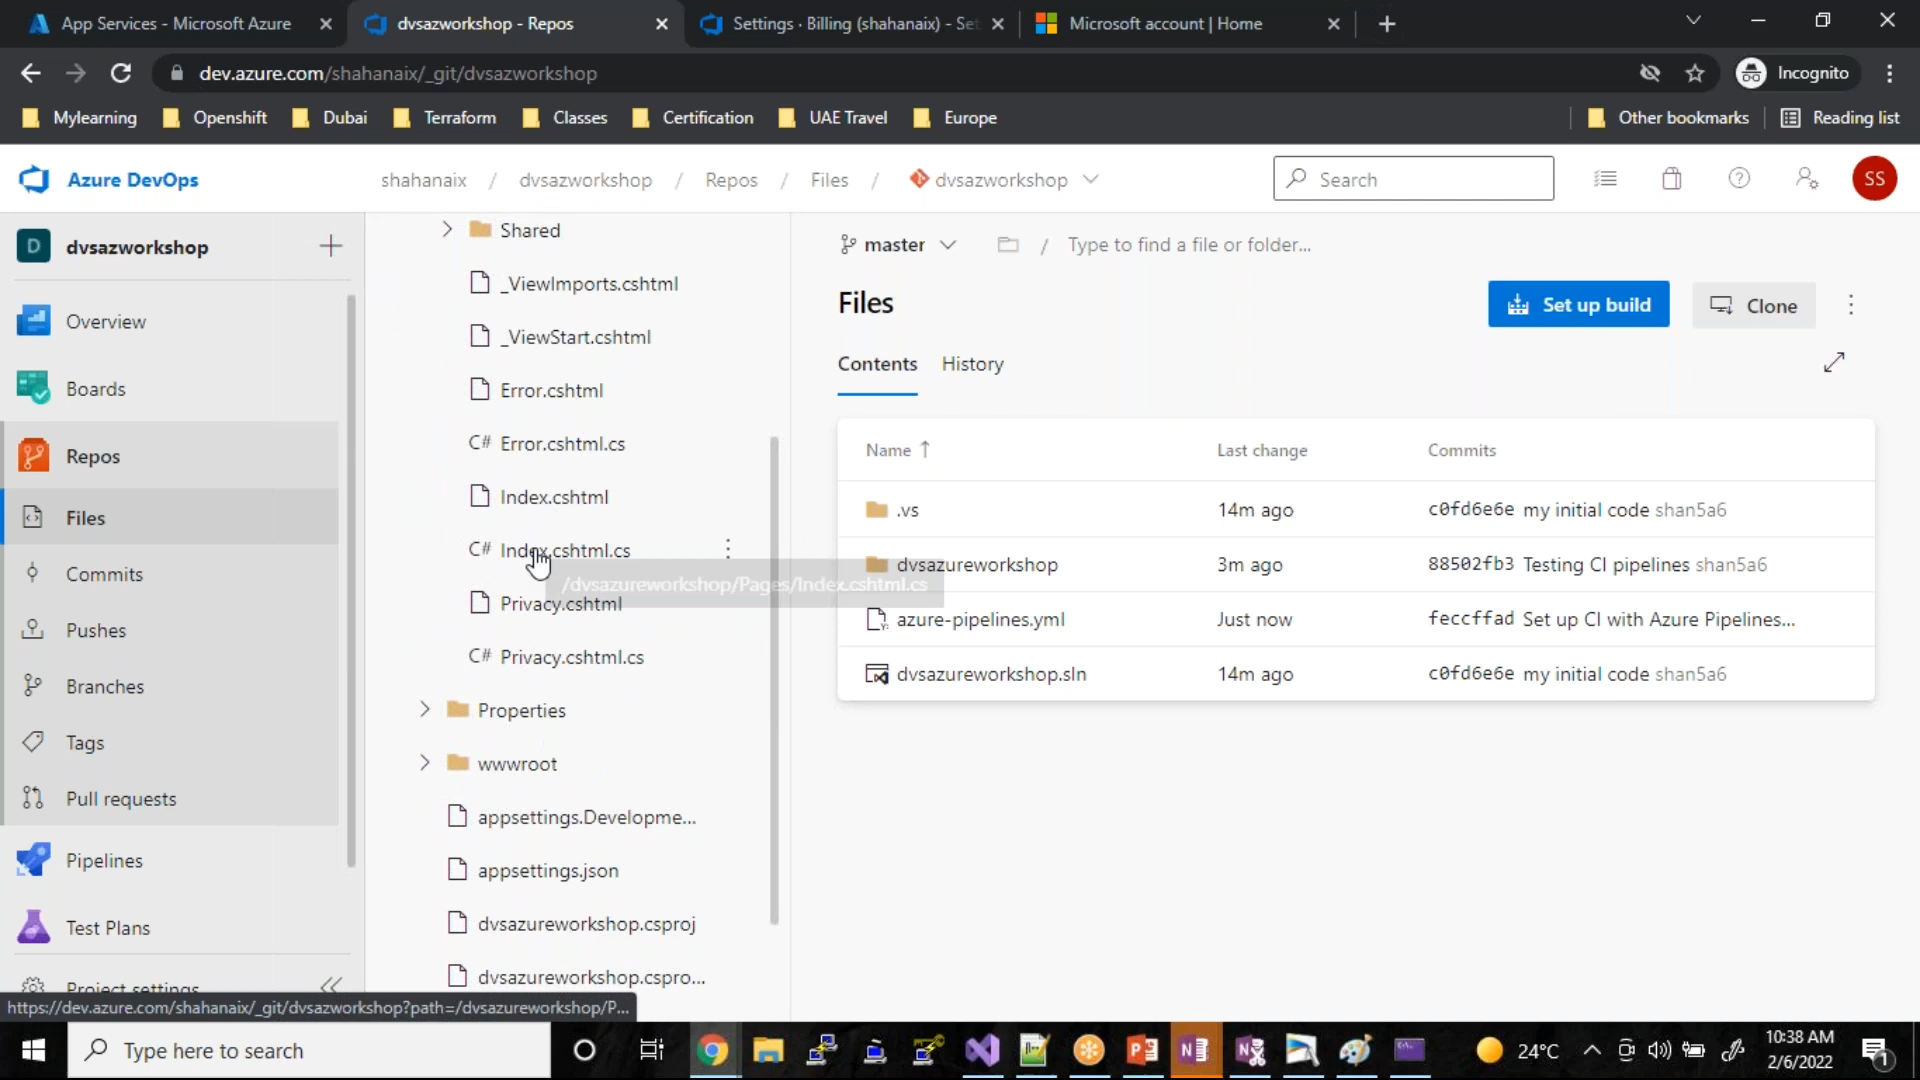 App Services - Microsoft Azure
dvsazworkshop - Repos
Settings · Billing (shahanaix) - Set
Microsoft account | Home
dev.azure.com/shahanaix/_git/dvsazworkshop
Incognito
Mylearning
Openshift
Dubai
Terraform
Classes
Certification
UAE Travel
Europe
Other bookmarks
Reading list
Azure DevOps
shahanaix / dvsazworkshop / Repos / Files / dvsazworkshop
Search
SS
D dvsazworkshop
Overview
Boards
Repos
Files
Commits
Pushes
Branches
Tags
Pull requests
Pipelines
Test Plans
Project settings
Shared
_ViewImports.cshtml
_ViewStart.cshtml
Error.cshtml
C# Error.cshtml.cs
Index.cshtml
C# Index.cshtml.cs
/dvsazureworkshop/Pages/Index.cshtml.cs
Privacy.cshtml
C# Privacy.cshtml.cs
Properties
wwwroot
appsettings.Developme...
appsettings.json
dvsazureworkshop.csproj
dvsazureworkshop.cspro...
master
/ Type to find a file or folder...
Files
Set up build
Clone
Contents
History
Name
Last change
Commits
.vs
14m ago
c0fd6e6e my initial code shan5a6
dvsazureworkshop
3m ago
88502fb3 Testing CI pipelines shan5a6
azure-pipelines.yml
Just now
feccffad Set up CI with Azure Pipelines...
dvsazureworkshop.sln
14m ago
c0fd6e6e my initial code shan5a6
https://dev.azure.com/shahanaix/_git/dvsazworkshop?path=/dvsazureworkshop/P...
Type here to search
24°C
10:38 AM
2/6/2022
1